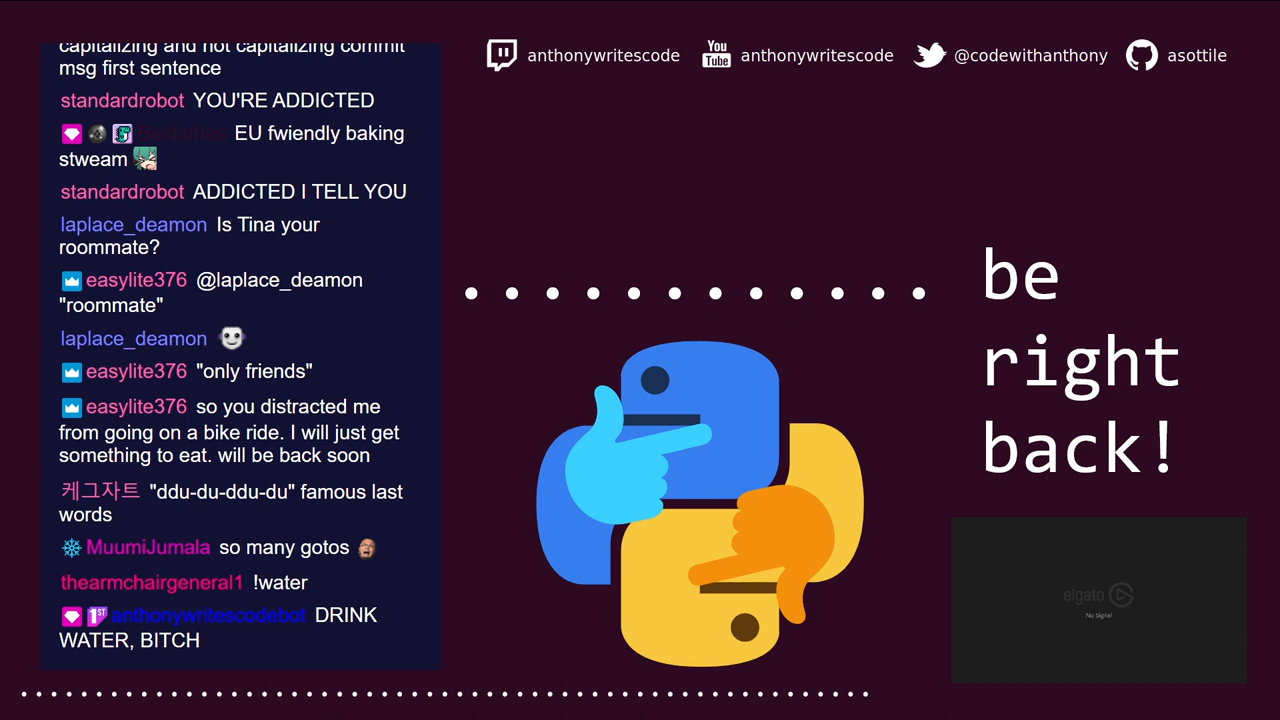 capitalizing and not capitalizing commit
msg first sentence
standardrobot YOU'RE ADDICTED
EU fwiendly baking
stweam
standardrobot ADDICTED I TELL YOU
laplace_deamon Is Tina your
roommate?
easylite376 @laplace_deamon
"roommate"
laplace_deamon
easylite376 "only friends"
easylite376 so you distracted me
from going on a bike ride. I will just get
something to eat. will be back soon
케그자트 "ddu-du-ddu-du" famous last
words
MuumiJumala so many gotos
thearmchairgeneral1 !water
1ST anthonywritescodebot DRINK
WATER, BITCH
anthonywritescode
You
Tube
anthonywritescode
@codewithanthony
asottile
be
right
back!
elgato
No Signal